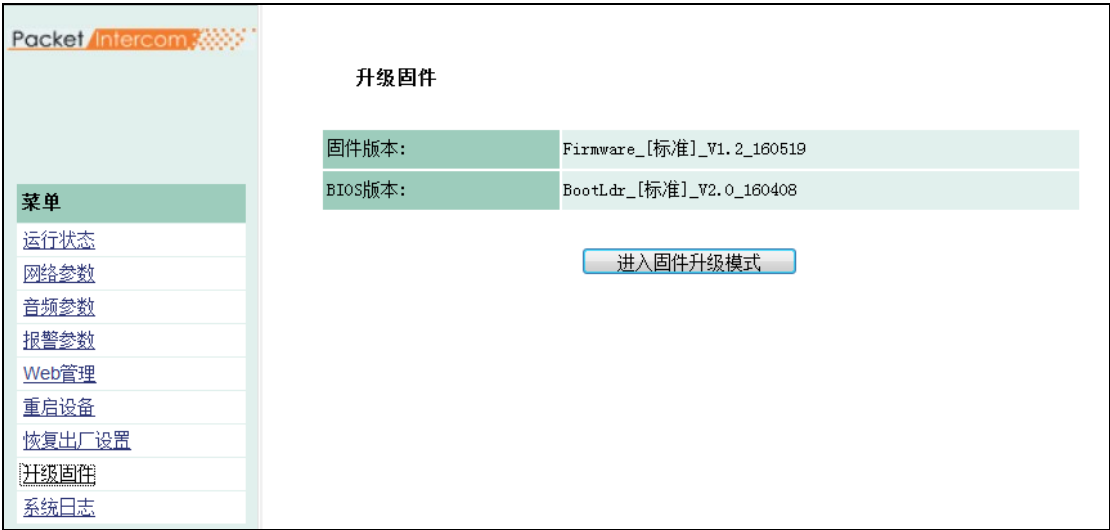 Packet Intercom
升级固件
固件版本: Firmware_[标准]_V1.2_160519
BIOS版本: BootLdr_[标准]_V2.0_160408
进入固件升级模式
菜单
运行状态
网络参数
音频参数
报警参数
Web管理
重启设备
恢复出厂设置
升级固件
系统日志